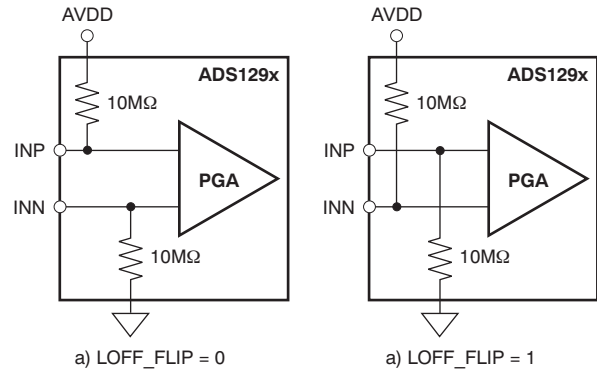 AVDD
ADS129x
10MΩ
INP
PGA
INN
10MΩ
a) LOFF_FLIP = 0
AVDD
ADS129x
10MΩ
INP
PGA
INN
10MΩ
a) LOFF_FLIP = 1